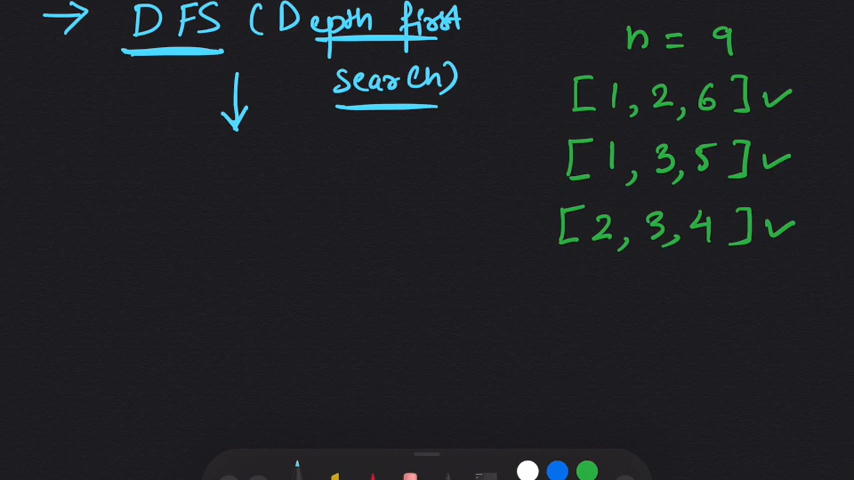 → DFS (Depth first
search)
n = 9
[1, 2, 6] ✓
[1, 3, 5] ✓
[2, 3, 4] ✓